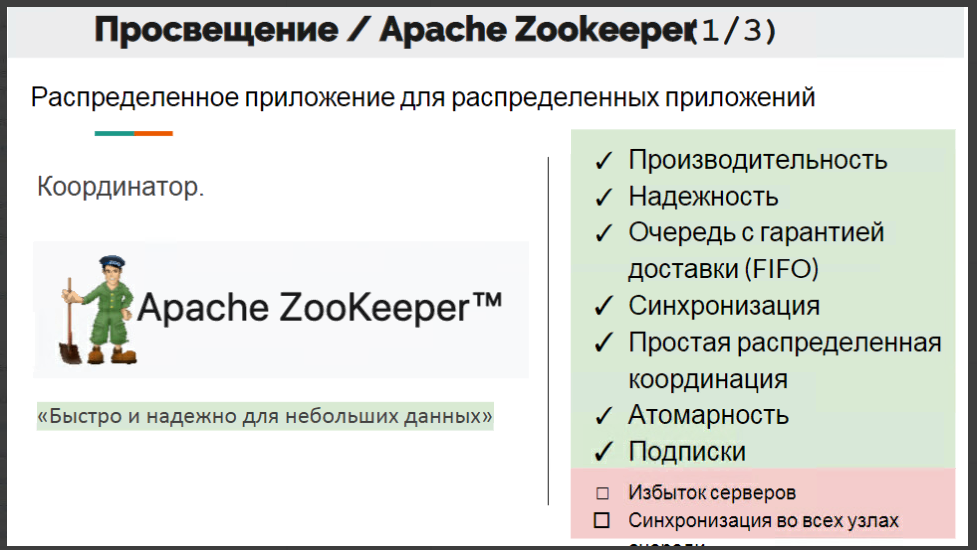 Просвещение / Apache Zookeeper(1/3)
Распределенное приложение для распределенных приложений
Координатор.
Apache ZooKeeper™
«Быстро и надежно для небольших данных»
✓ Производительность
✓ Надежность
✓ Очередь с гарантией
доставки (FIFO)
✓ Синхронизация
✓ Простая распределенная
координация
✓ Атомарность
✓ Подписки
□ Избыток серверов
□ Синхронизация во всех узлах